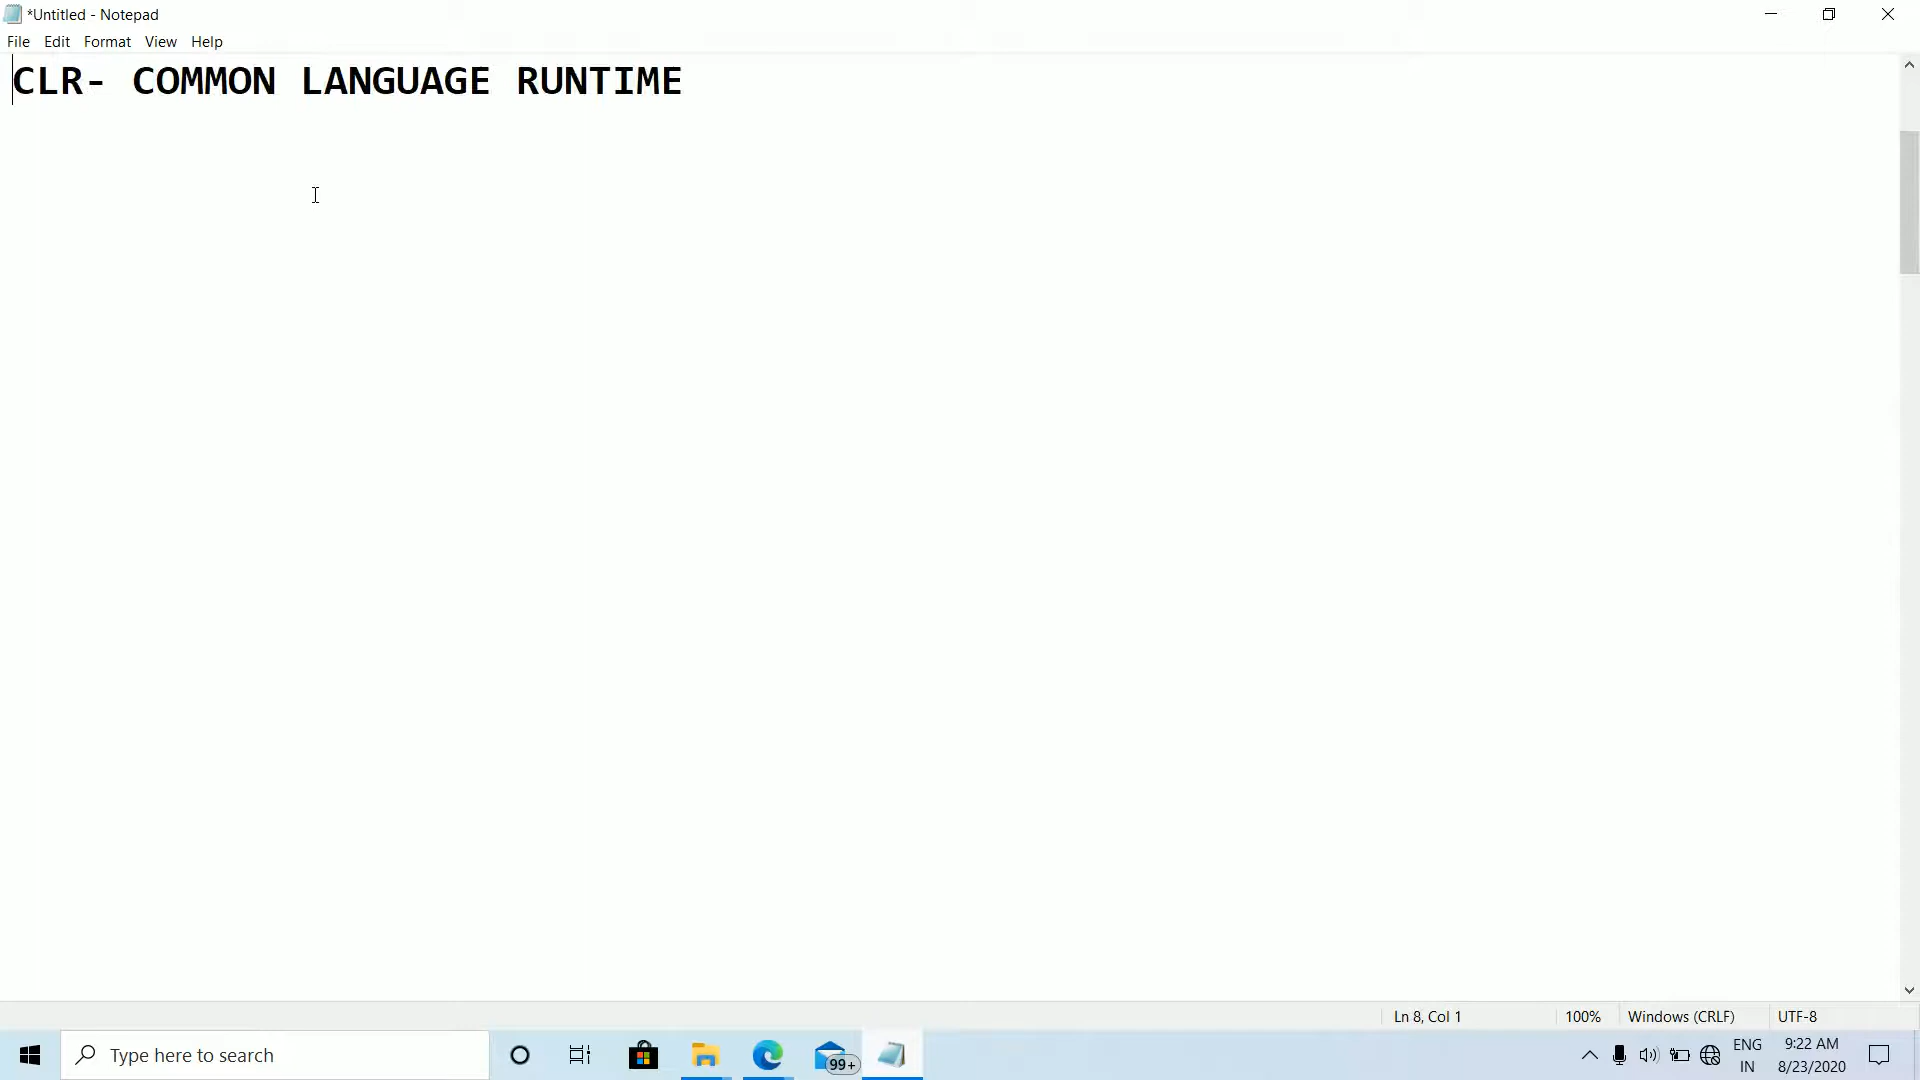 *Untitled - Notepad
File Edit Format View Help
CLR- COMMON LANGUAGE RUNTIME
Ln 8, Col 1 100% Windows (CRLF) UTF-8
Type here to search
99+
ENG
IN
9:22 AM
8/23/2020